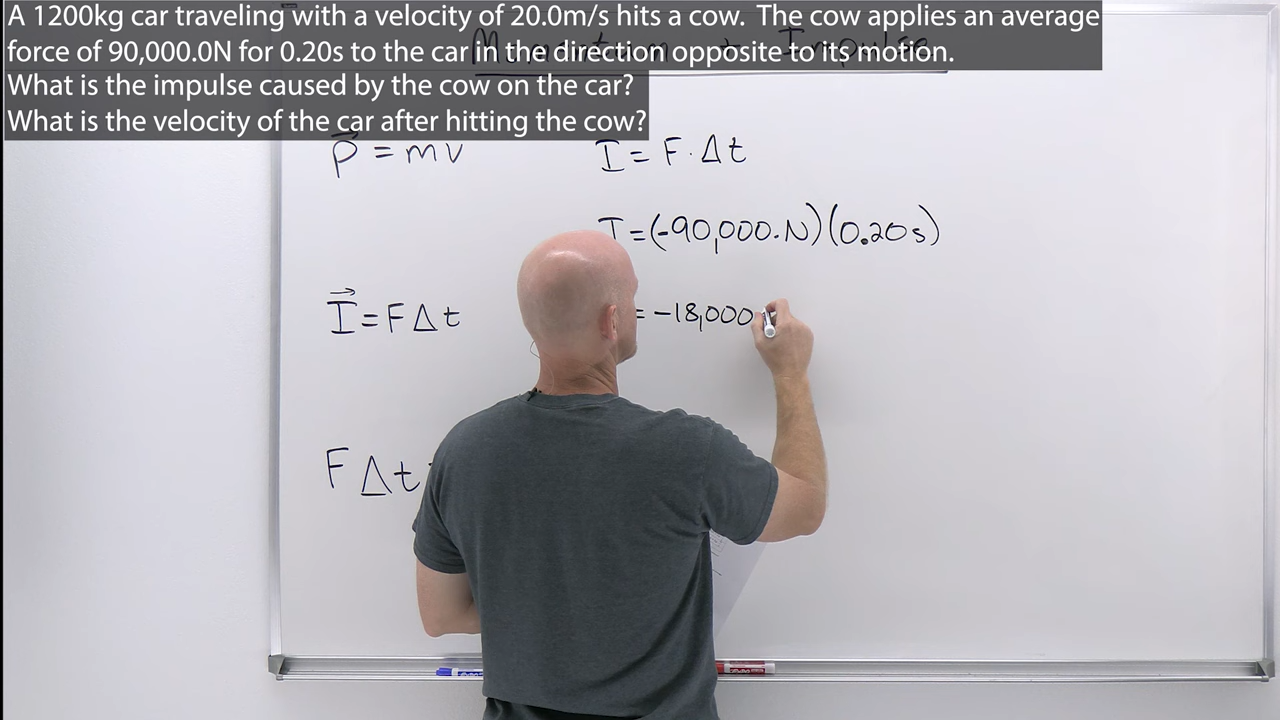 A 1200kg car traveling with a velocity of 20.0m/s hits a cow.  The cow applies an average
force of 90,000.0N for 0.20s to the car in the direction opposite to its motion.
What is the impulse caused by the cow on the car?
What is the velocity of the car after hitting the cow?
Momentum + Impulse
P⃗ = mv
I = F·Δt
I = (-90,000.N)(0.20s)
I⃗ = FΔt
= -18,000
FΔt